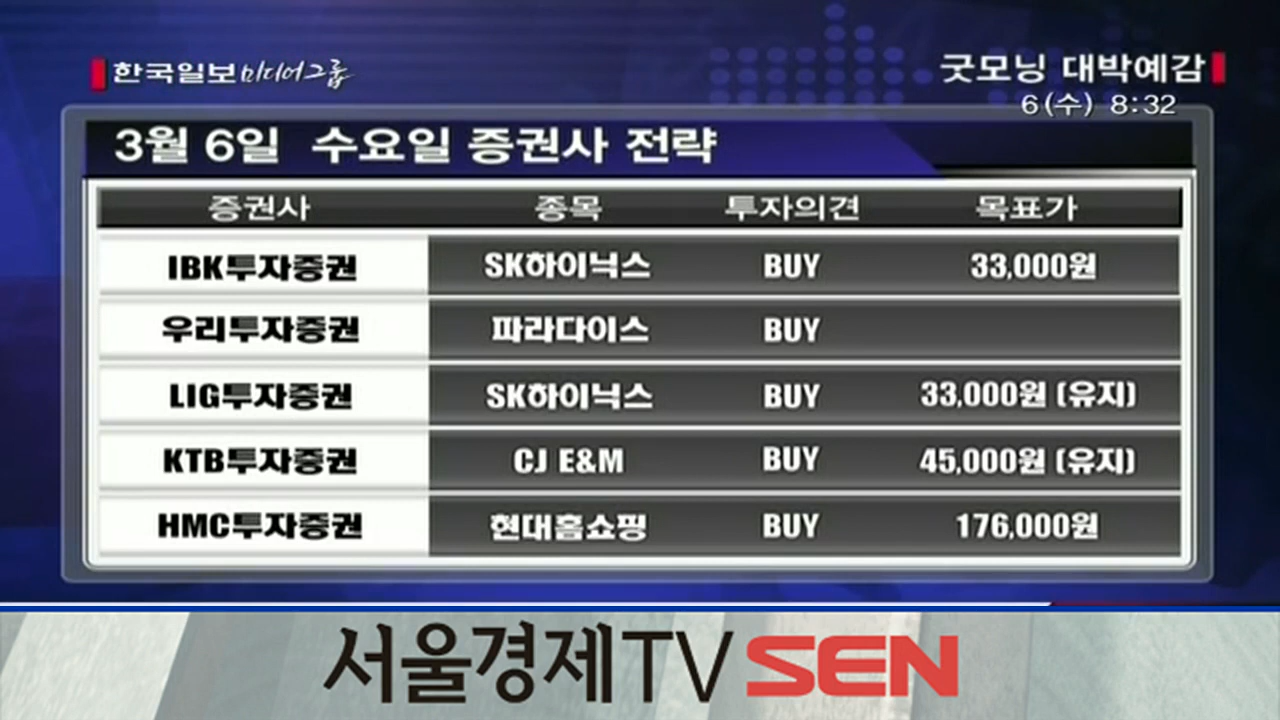 한국일보 미디어그룹
굿모닝 대박예감
6(수) 8:32
3월 6일 수요일 증권사 전략
증권사 종목 투자의견 목표가
IBK투자증권 SK하이닉스 BUY 33,000원
우리투자증권 파라다이스 BUY
LIG투자증권 SK하이닉스 BUY 33,000원 (유지)
KTB투자증권 CJ E&M BUY 45,000원 (유지)
HMC투자증권 현대홈쇼핑 BUY 176,000원
서울경제TV SEN